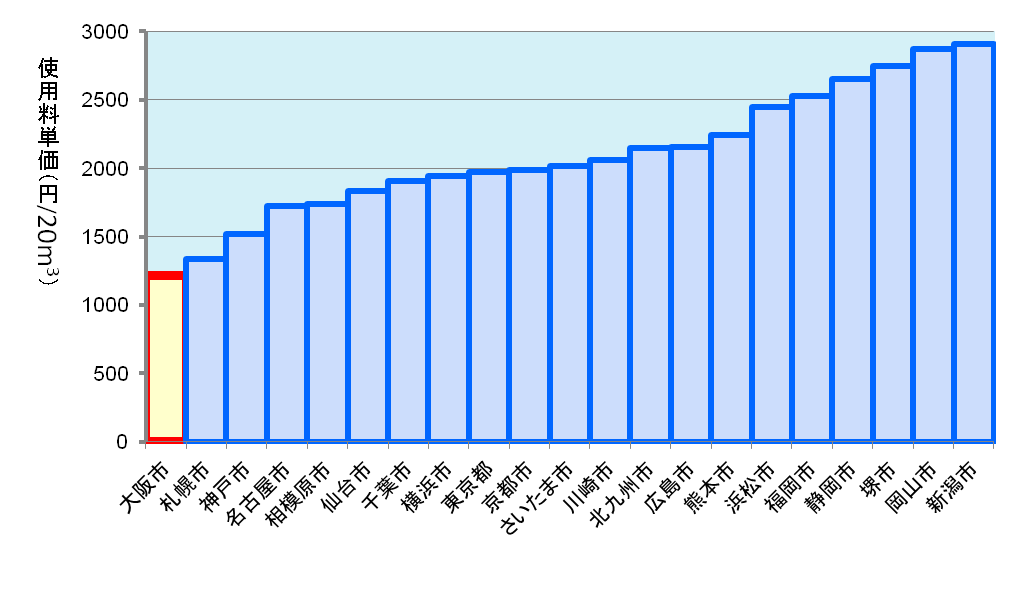 使用料単価(円/20m³)
3000
2500
2000
1500
1000
500
0
大阪市
札幌市
神戸市
名古屋市
相模原市
仙台市
千葉市
横浜市
東京都
京都市
さいたま市
川崎市
北九州市
広島市
熊本市
浜松市
福岡市
静岡市
堺市
岡山市
新潟市